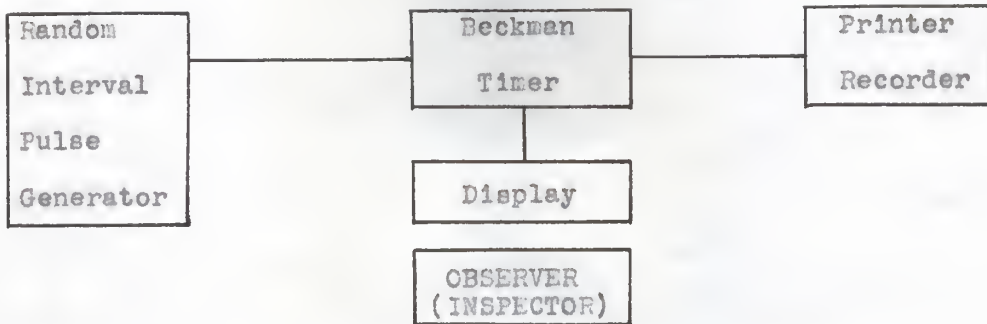 Random
Interval
Pulse
Generator
Beckman
Timer
Printer
Recorder
Display
OBSERVER
(INSPECTOR)